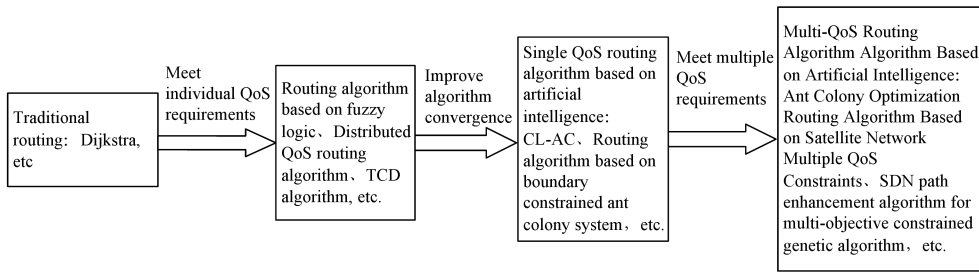 Traditional
routing： Dijkstra,
etc
Meet
individual QoS
requirements
Routing algorithm
based on fuzzy
logic、Distributed
QoS routing
algorithm、TCD
algorithm, etc.
Improve
algorithm
convergence
Single QoS routing
algorithm based on
artificial
intelligence:
CL-AC、Routing
algorithm based on
boundary
constrained ant
colony system，etc.
Meet multiple
QoS
requirements
Multi-QoS Routing
Algorithm Algorithm Based
on Artificial Intelligence:
Ant Colony Optimization
Routing Algorithm Based
on Satellite Network
Multiple QoS
Constraints、SDN path
enhancement algorithm for
multi-objective constrained
genetic algorithm，etc.